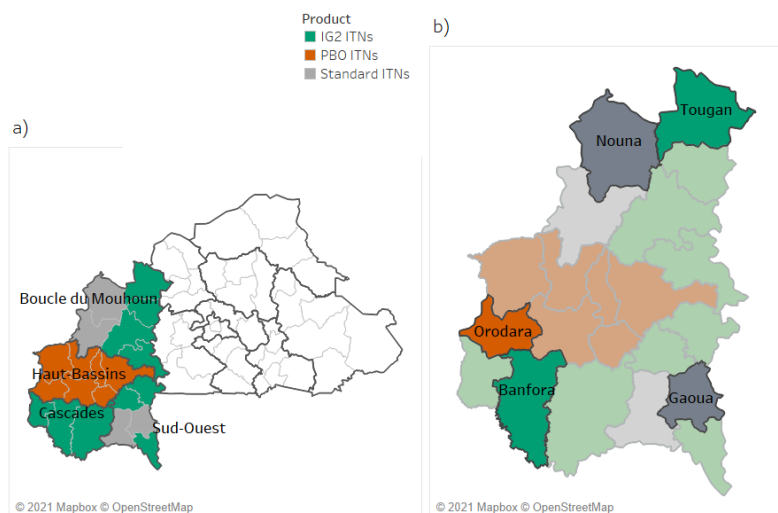 Product
IG2 ITNs
PBO ITNs
Standard ITNs
a)
Boucle du Mouhoun
Haut-Bassins
Cascades
Sud-Ouest
© 2021 Mapbox © OpenStreetMap
b)
Tougan
Nouna
Orodara
Banfora
Gaoua
© 2021 Mapbox © OpenStreetMap